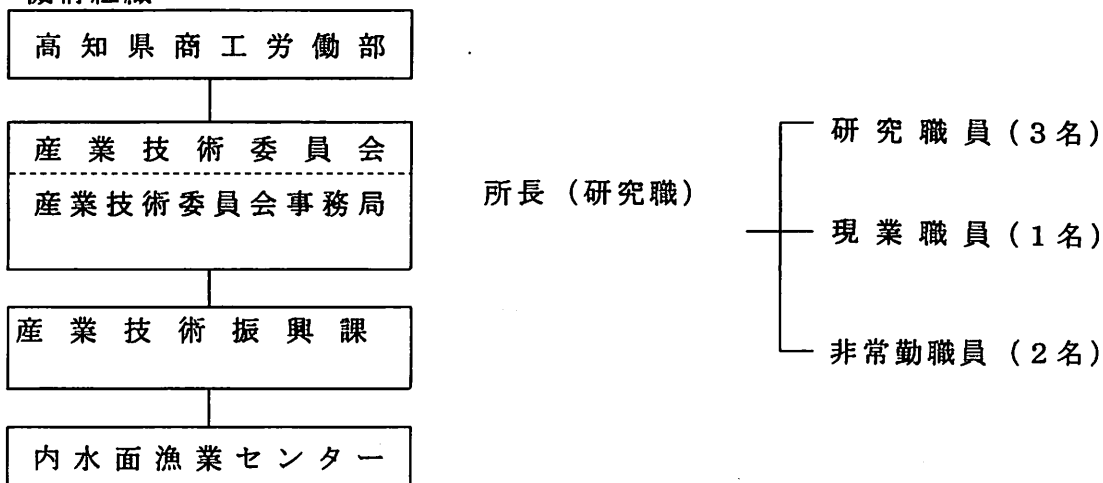 高知県商工労働部
産業技術委員会
産業技術委員会事務局
産業技術振興課
内水面漁業センター
所長（研究職）
研究職員（3名）
現業職員（1名）
非常勤職員（2名）